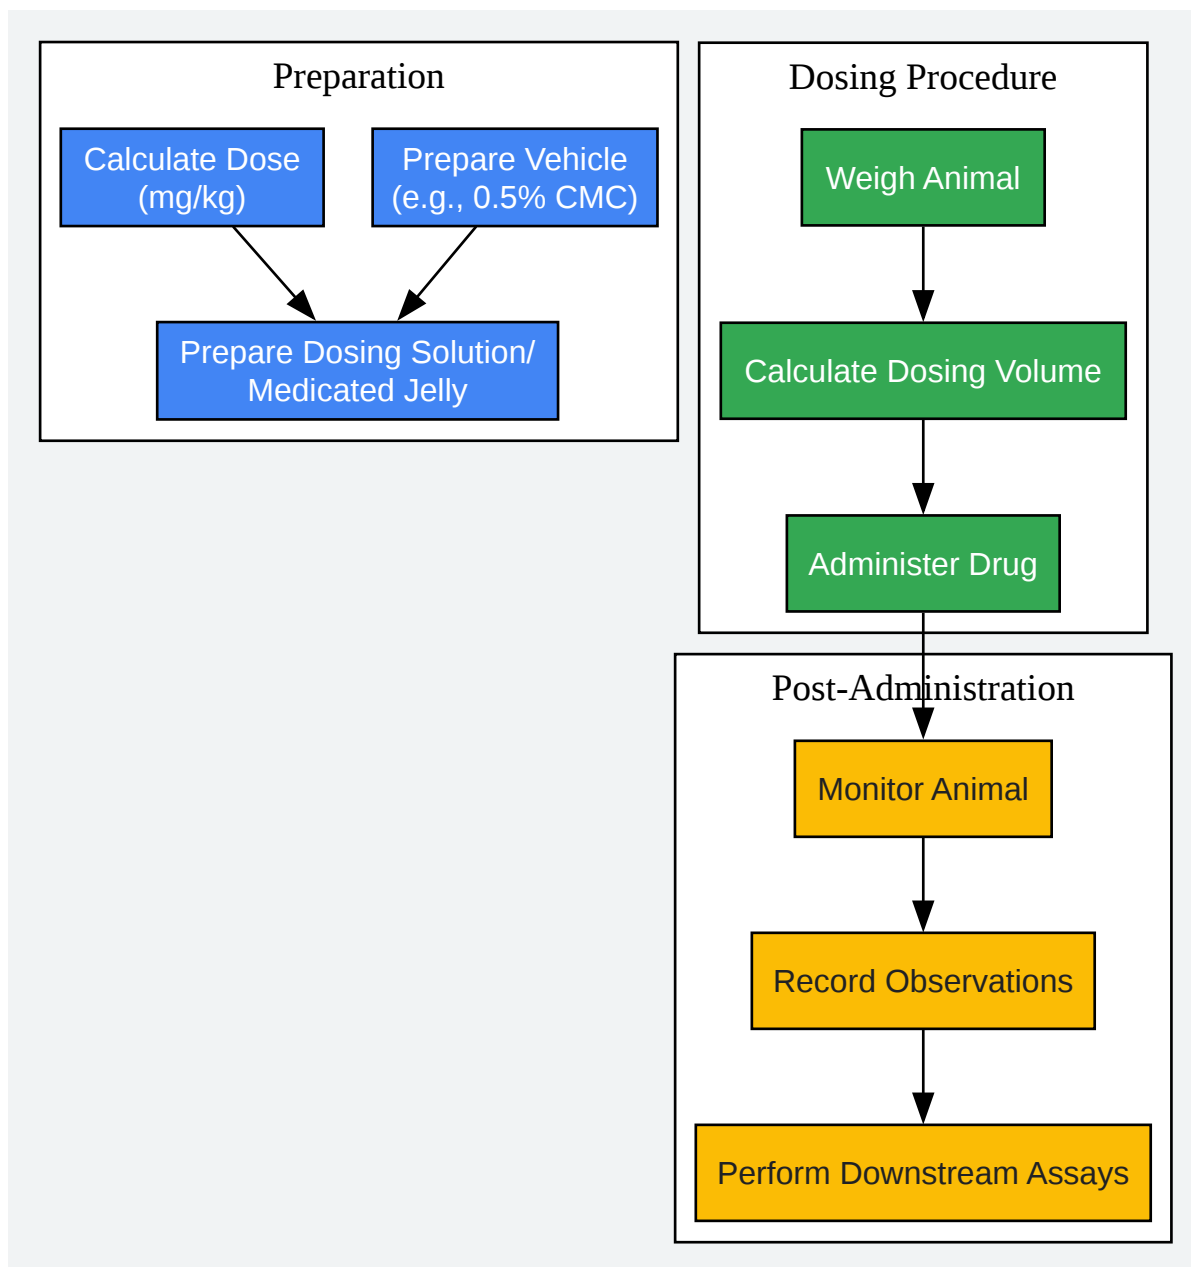 Preparation
Calculate Dose
(mg/kg)
Prepare Vehicle
(e.g., 0.5% CMC)
Prepare Dosing Solution/
Medicated Jelly
Dosing Procedure
Weigh Animal
Calculate Dosing Volume
Administer Drug
Post-Administration
Monitor Animal
Record Observations
Perform Downstream Assays